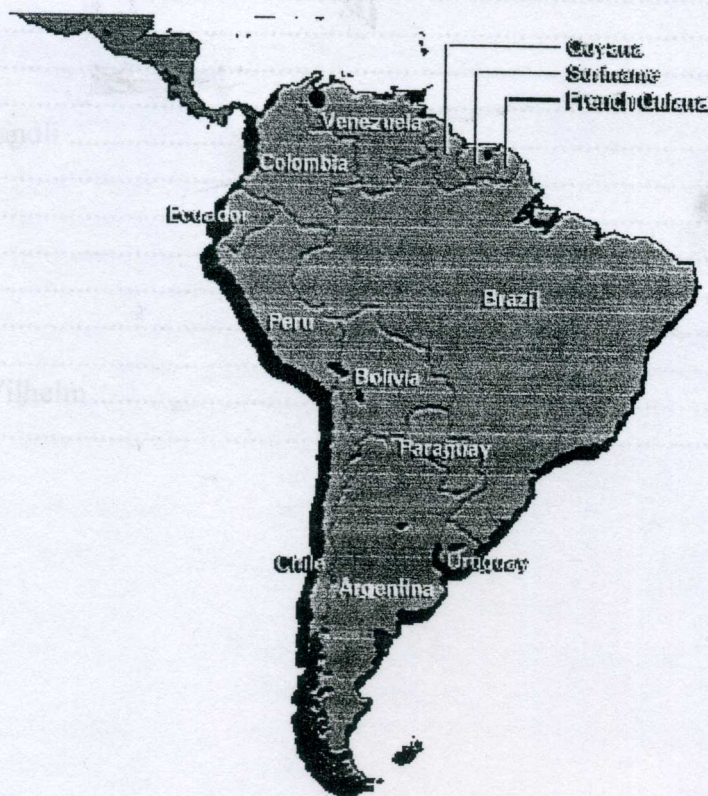 Guyana
Suriname
French Guiana
Venezuela
Colombia
Ecuador
Brazil
Peru
Bolivia
Paraguay
Chile
Uruguay
Argentina